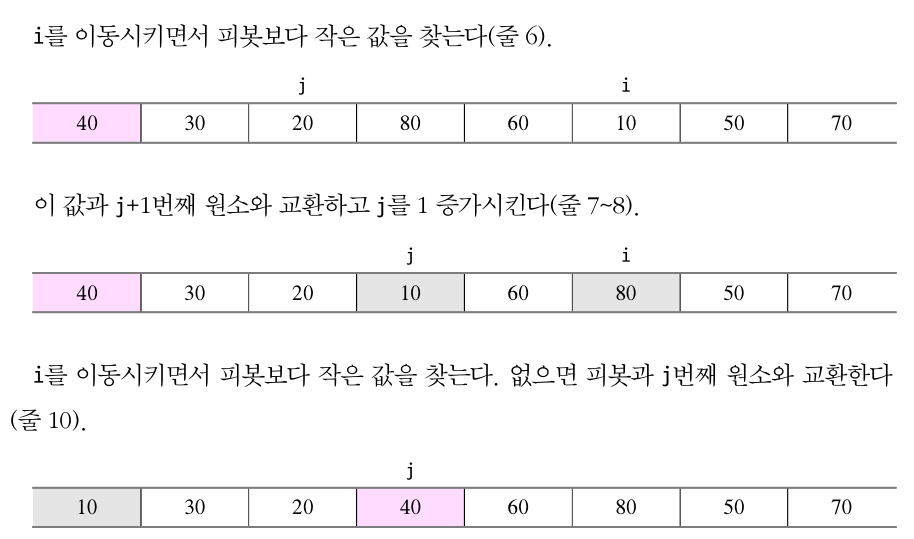 i를 이동시키면서 피봇보다 작은 값을 찾는다(줄 6).
j i
40 30 20 80 60 10 50 70
이 값과 j+1번째 원소와 교환하고 j를 1 증가시킨다(줄 7~8).
j i
40 30 20 10 60 80 50 70
i를 이동시키면서 피봇보다 작은 값을 찾는다. 없으면 피봇과 j번째 원소와 교환한다
(줄 10).
j
10 30 20 40 60 80 50 70